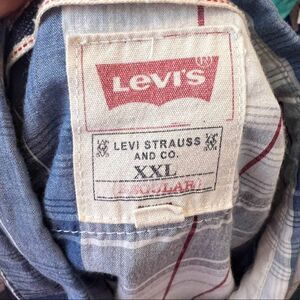 LEVI'S
LEVI STRAUSS
AND CO.
XXL
REGULAR